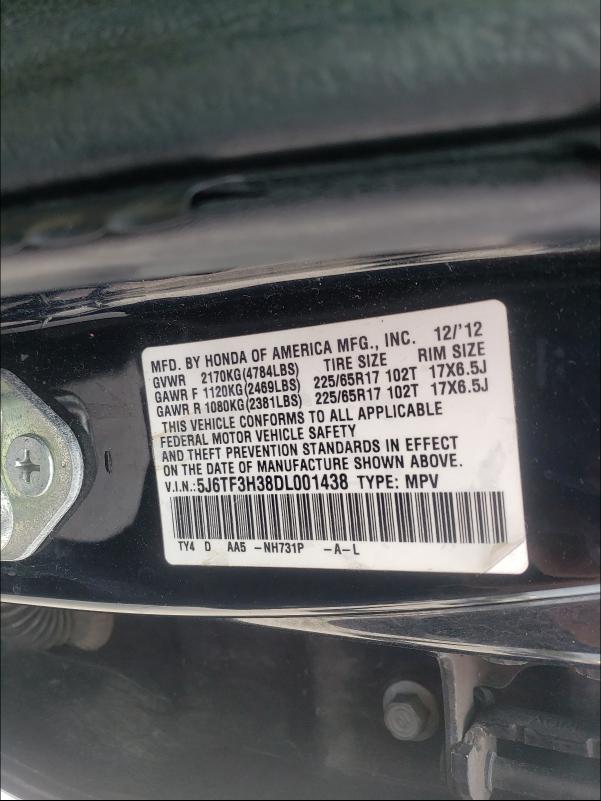 MFD. BY HONDA OF AMERICA MFG., INC. 12/'12
GVWR 2170KG(4784LBS) TIRE SIZE RIM SIZE
GAWR F 1120KG(2469LBS) 225/65R17 102T 17X6.5J
GAWR R 1080KG(2381LBS) 225/65R17 102T 17X6.5J
THIS VEHICLE CONFORMS TO ALL APPLICABLE
FEDERAL MOTOR VEHICLE SAFETY
AND THEFT PREVENTION STANDARDS IN EFFECT
ON THE DATE OF MANUFACTURE SHOWN ABOVE.
V.I.N.:5J6TF3H38DL001438 TYPE: MPV
TY4 D AA5 -NH731P -A-L